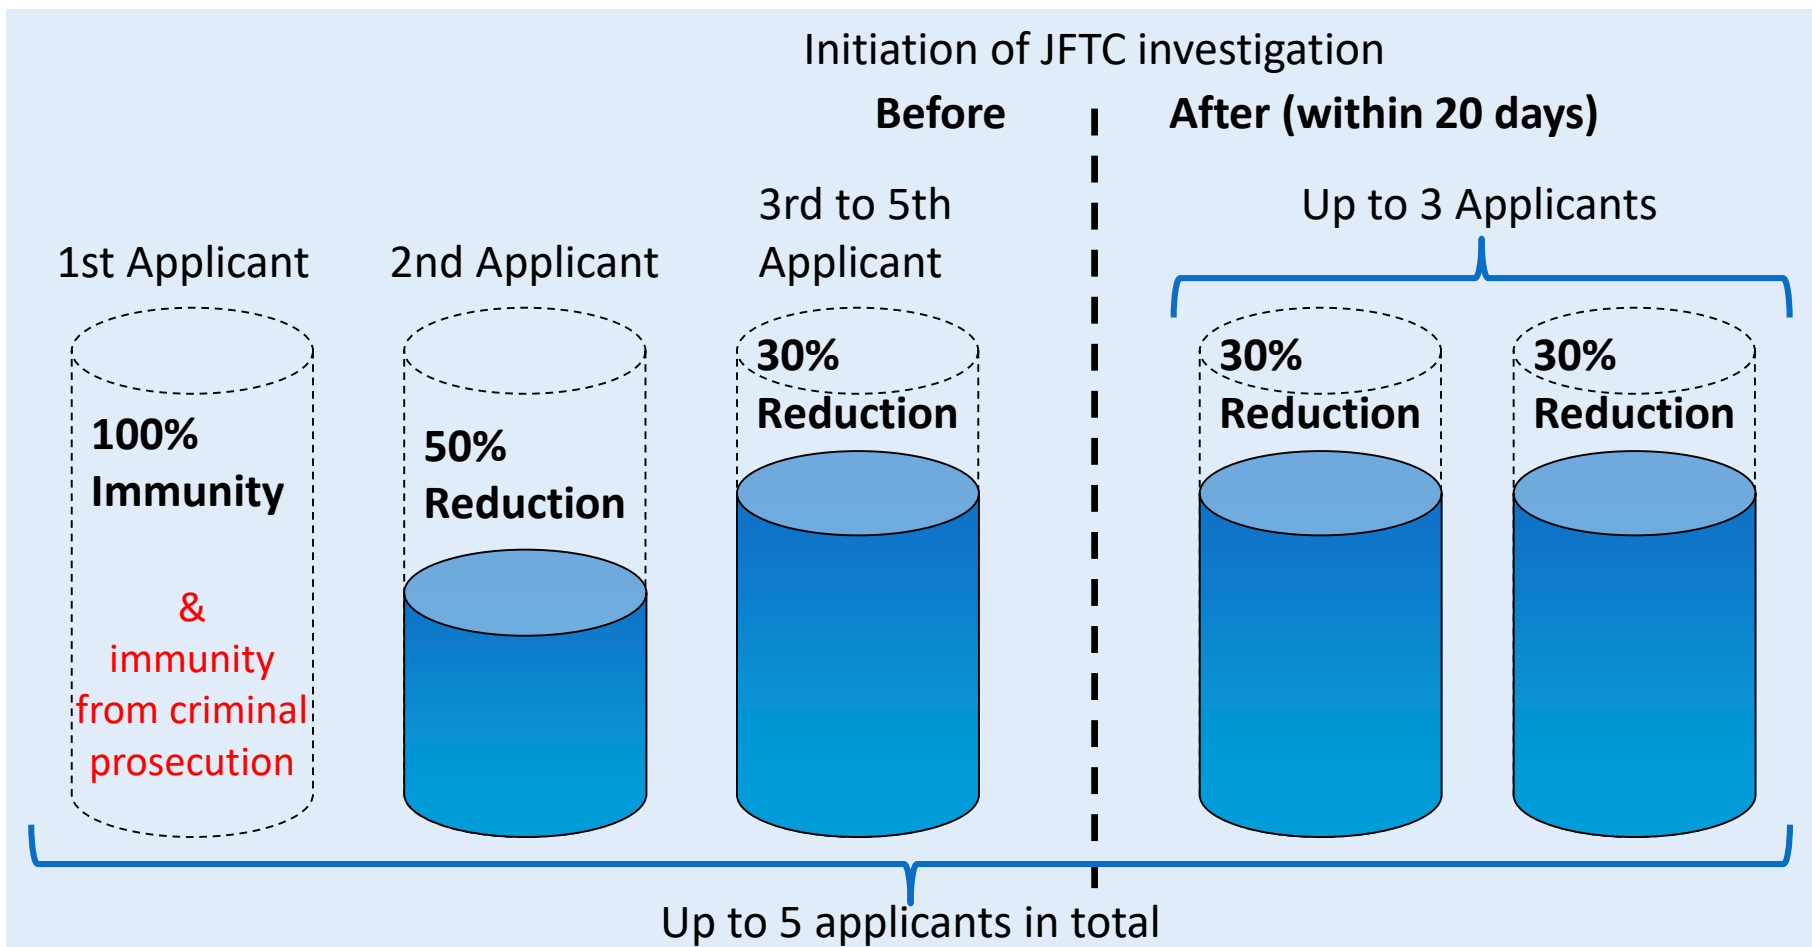 Initiation of JFTC investigation
Before
After (within 20 days)
1st Applicant
2nd Applicant
3rd to 5th
Applicant
Up to 3 Applicants
100%
Immunity
&
immunity
from criminal
prosecution
50%
Reduction
30%
Reduction
30%
Reduction
30%
Reduction
Up to 5 applicants in total